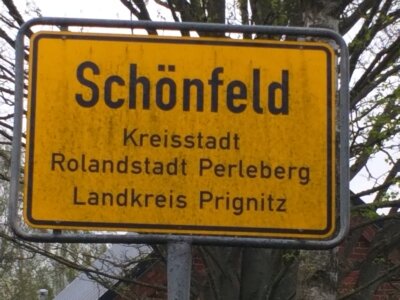 Schönfeld
Kreisstadt
Rolandstadt Perleberg
Landkreis Prignitz